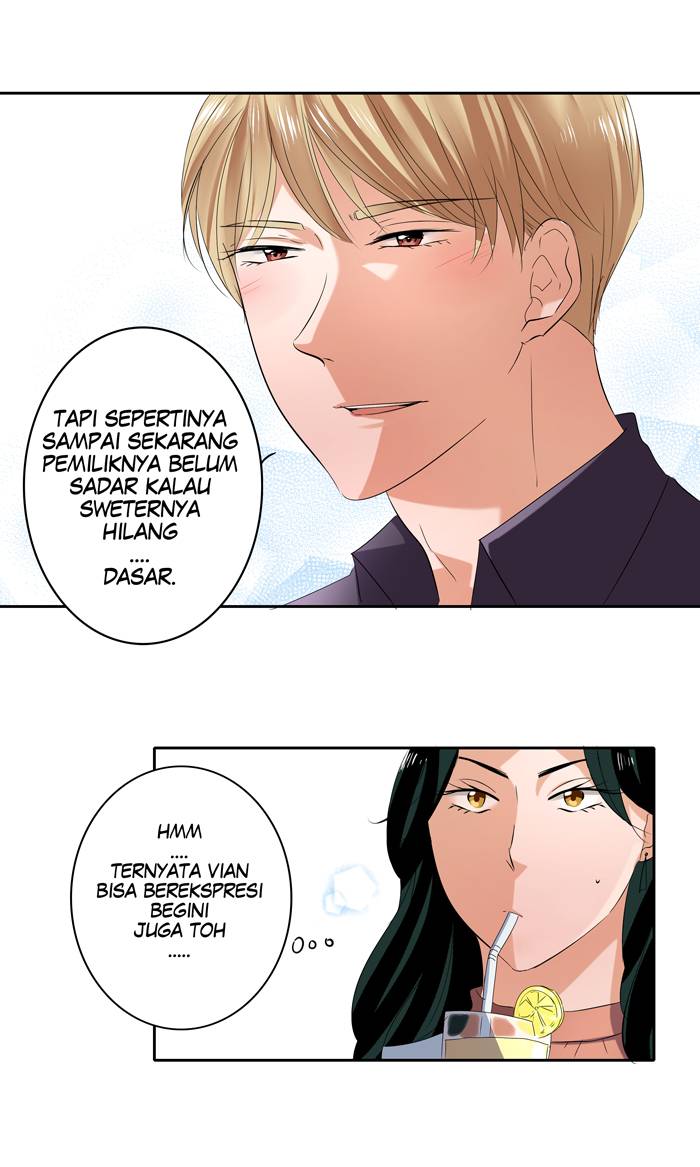 TAPI SEPERTINYA
SAMPAI SEKARANG
PEMILIKNYA BELUM
SADAR KALAU
SWETERNYA
HILANG
....
DASAR.
HMM
....
TERNYATA VIAN
BISA BEREKSPRESI
BEGINI
JUGA TOH
.....